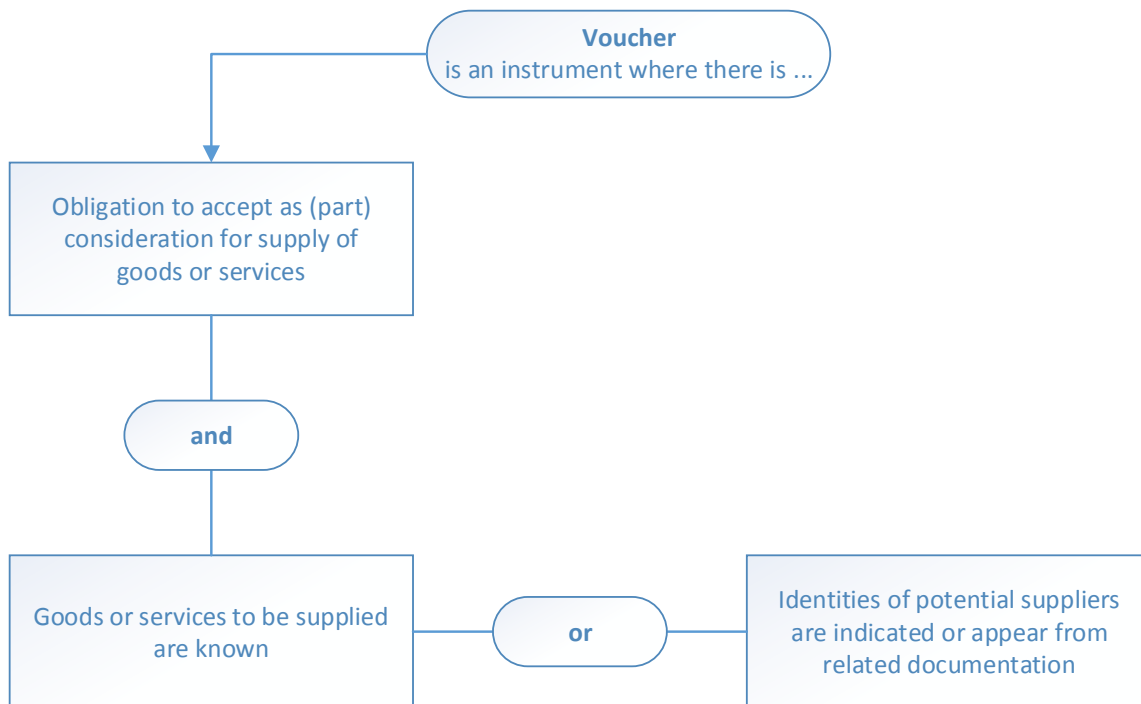 Voucher
is an instrument where there is ...
Obligation to accept as (part)
consideration for supply of
goods or services
and
Goods or services to be supplied
are known
or
Identities of potential suppliers
are indicated or appear from
related documentation